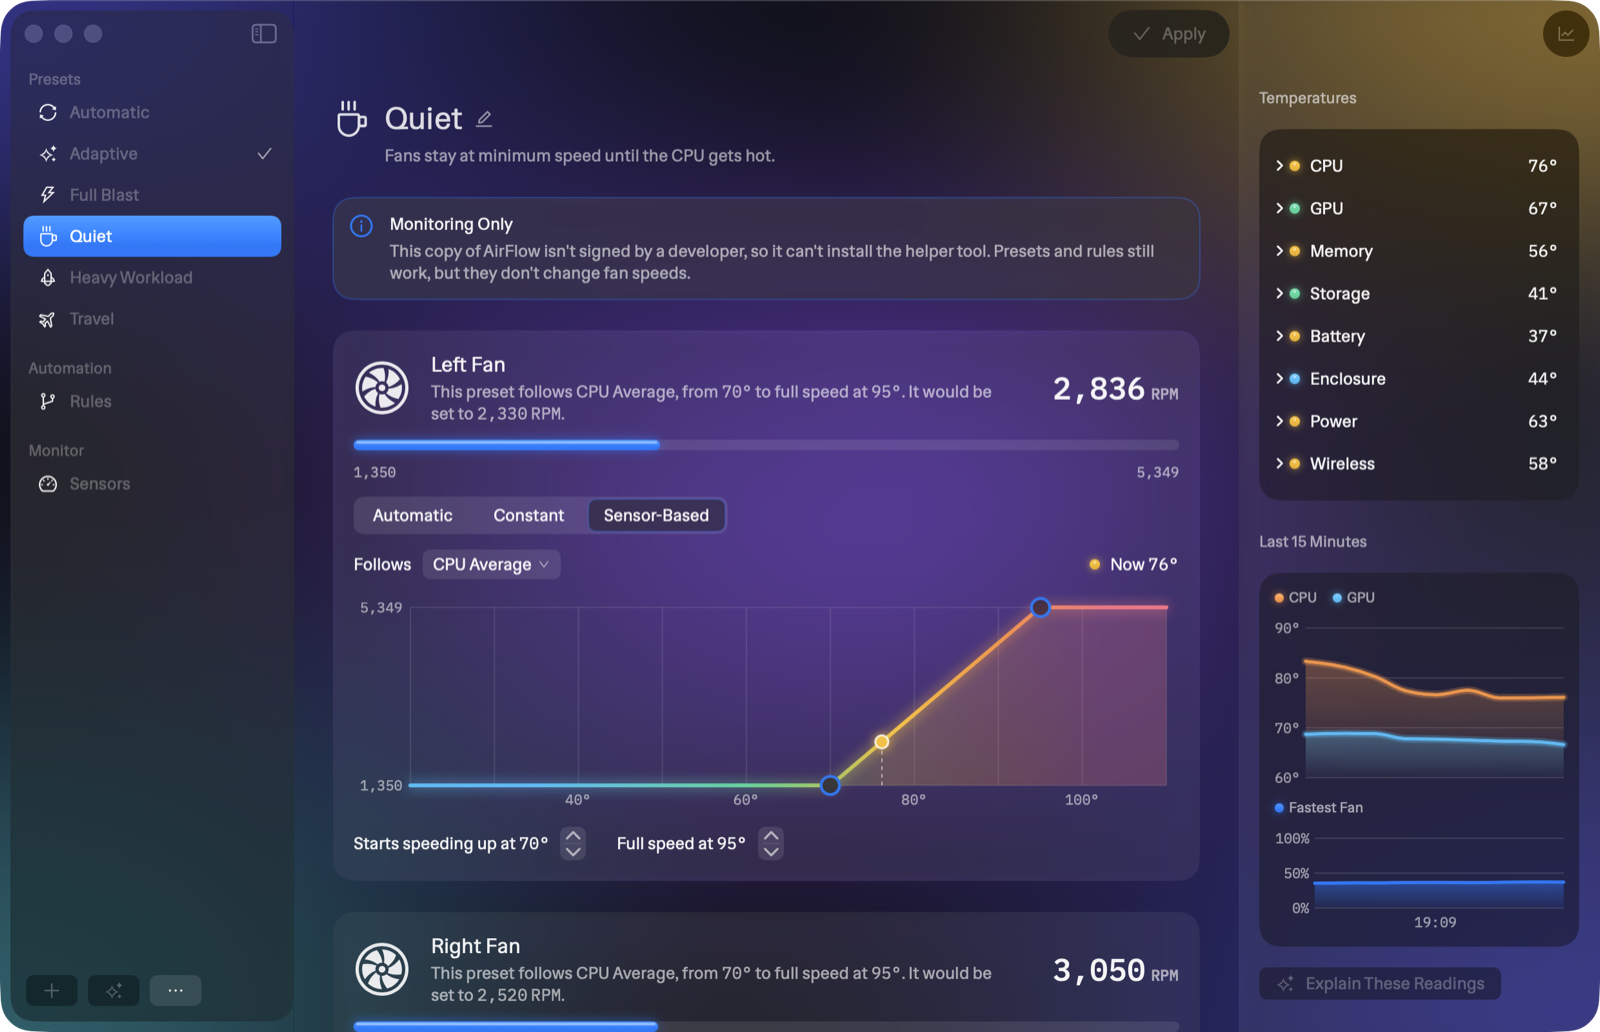 Apply
Presets
Automatic
Adaptive
Full Blast
Quiet
Heavy Workload
Travel
Automation
Rules
Monitor
Sensors
Quiet
Fans stay at minimum speed until the CPU gets hot.
Monitoring Only
This copy of AirFlow isn't signed by a developer, so it can't install the helper tool. Presets and rules still
work, but they don't change fan speeds.
Left Fan
This preset follows CPU Average, from 70° to full speed at 95°. It would be
set to 2,330 RPM.
2,836 RPM
1,350
5,349
Automatic
Constant
Sensor-Based
Follows
CPU Average
Now 76°
5,349
1,350
40°
60°
80°
100°
Starts speeding up at 70°
Full speed at 95°
Right Fan
This preset follows CPU Average, from 70° to full speed at 95°. It would be
set to 2,520 RPM.
3,050 RPM
Temperatures
CPU 76°
GPU 67°
Memory 56°
Storage 41°
Battery 37°
Enclosure 44°
Power 63°
Wireless 58°
Last 15 Minutes
CPU GPU
90°
80°
70°
60°
Fastest Fan
100%
50%
0%
19:09
Explain These Readings